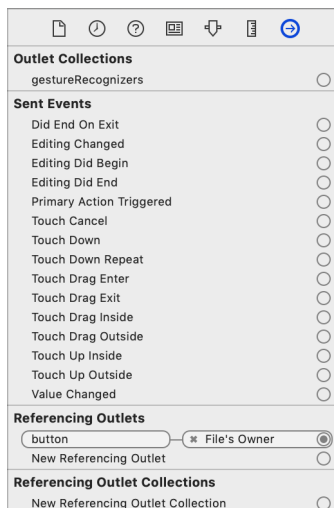 Outlet Collections
gestureRecognizers
Sent Events
Did End On Exit
Editing Changed
Editing Did Begin
Editing Did End
Primary Action Triggered
Touch Cancel
Touch Down
Touch Down Repeat
Touch Drag Enter
Touch Drag Exit
Touch Drag Inside
Touch Drag Outside
Touch Up Inside
Touch Up Outside
Value Changed
Referencing Outlets
button File's Owner
New Referencing Outlet
Referencing Outlet Collections
New Referencing Outlet Collection